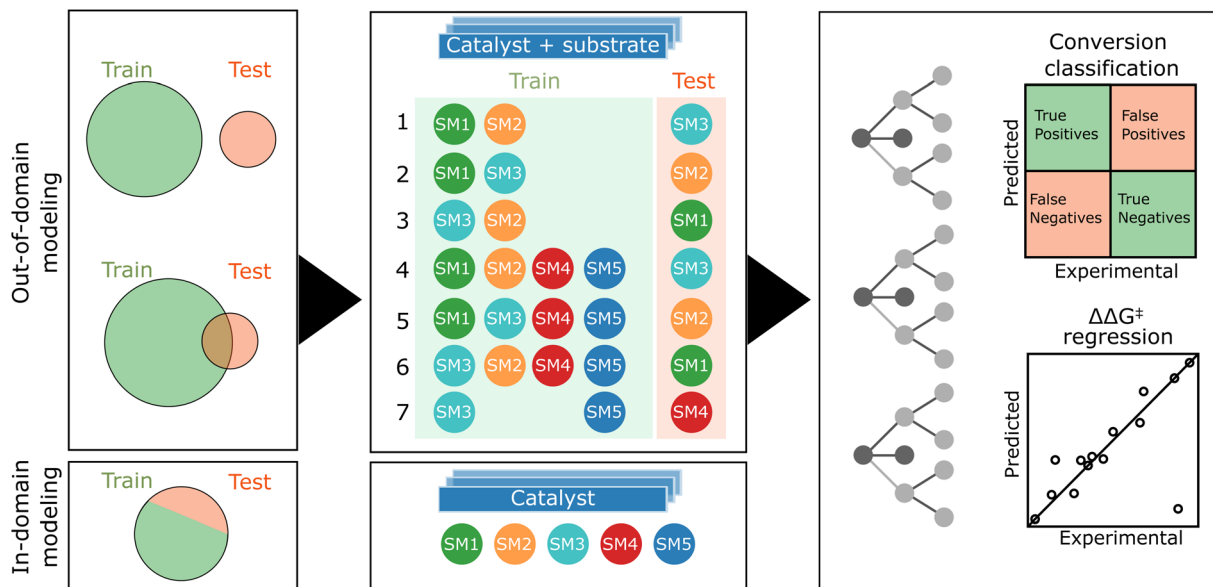 Out-of-domain
modeling
Train
Test
Train
Test
In-domain
modeling
Train
Test
Catalyst + substrate
Train
Test
1 SM1 SM2 SM3
2 SM1 SM3 SM2
3 SM3 SM2 SM1
4 SM1 SM2 SM4 SM5 SM3
5 SM1 SM3 SM4 SM5 SM2
6 SM3 SM2 SM4 SM5 SM1
7 SM3 SM5 SM4
Catalyst
SM1 SM2 SM3 SM4 SM5
Conversion
classification
Predicted
True
Positives
False
Positives
False
Negatives
True
Negatives
Experimental
ΔΔG‡
regression
Predicted
Experimental